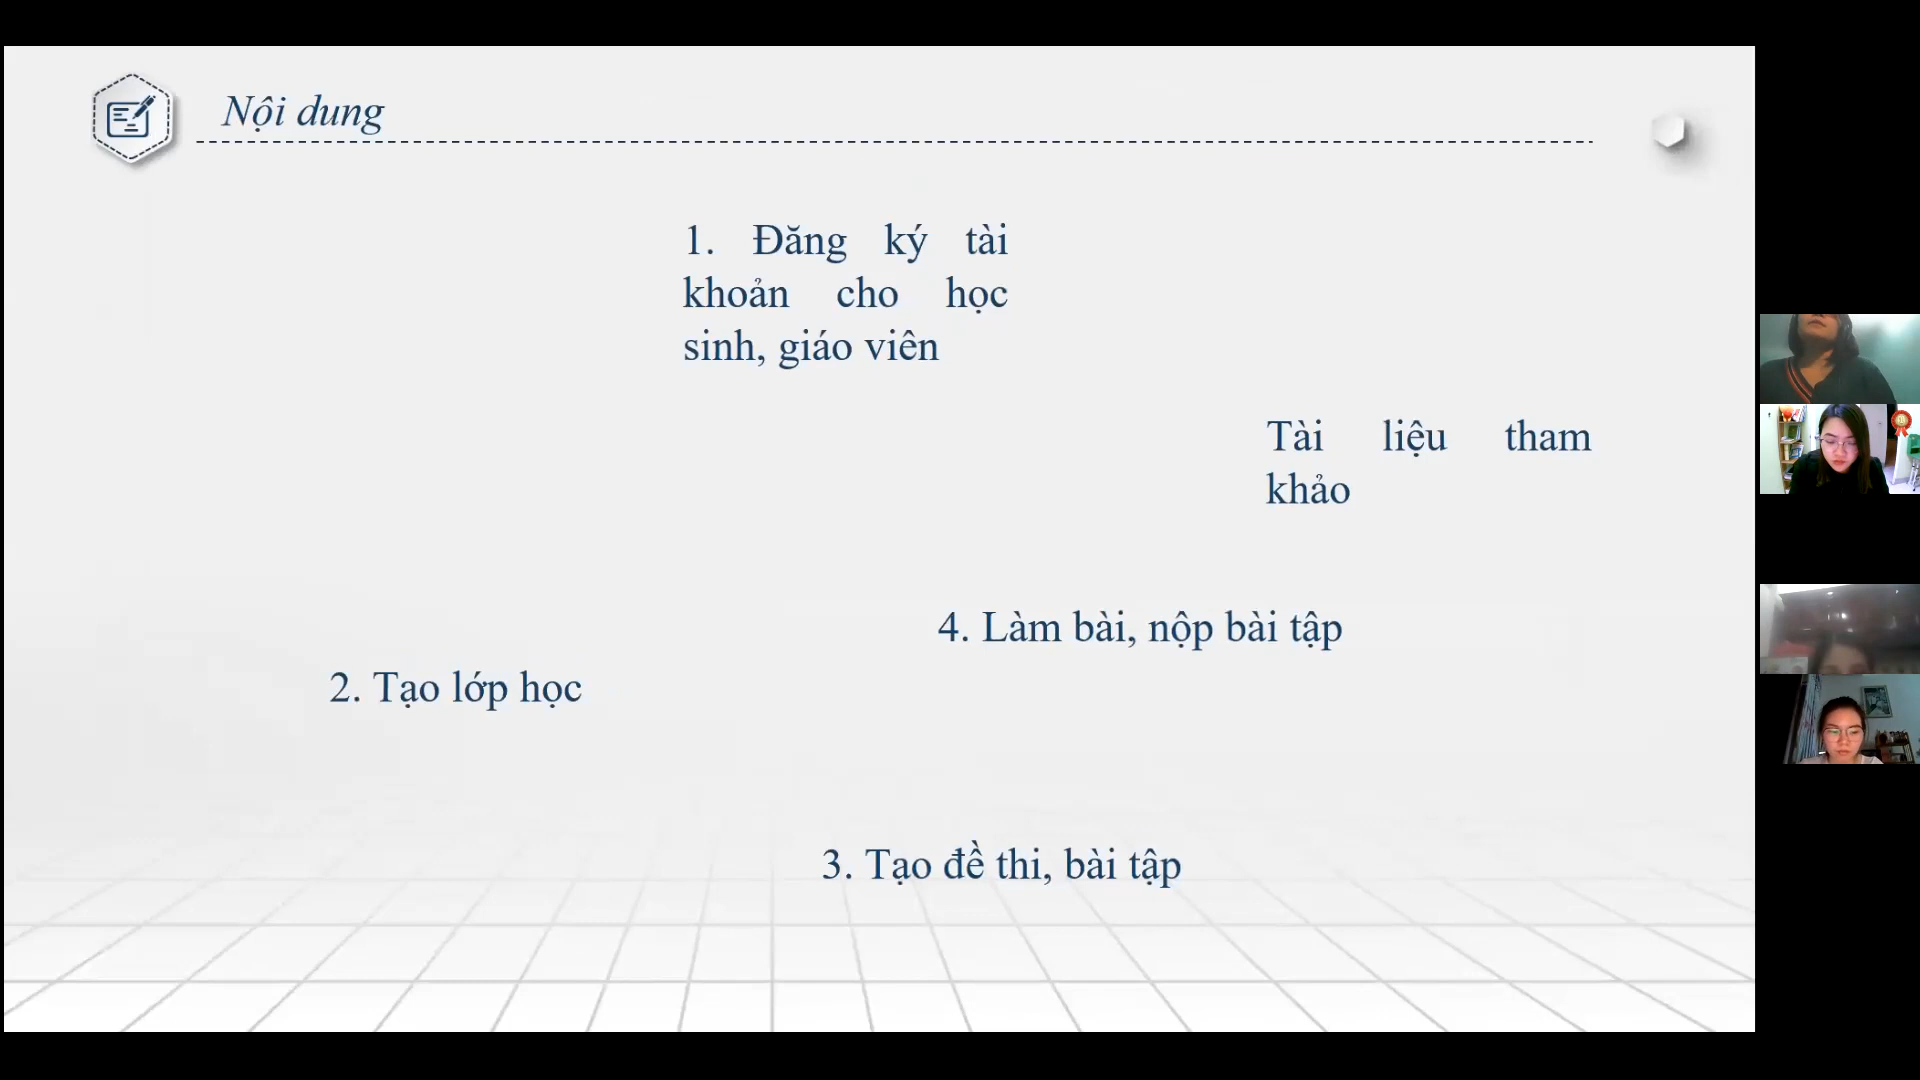 Nội dung
1. Đăng ký tài
khoản cho học
sinh, giáo viên
Tài liệu tham
khảo
4. Làm bài, nộp bài tập
2. Tạo lớp học
3. Tạo đề thi, bài tập